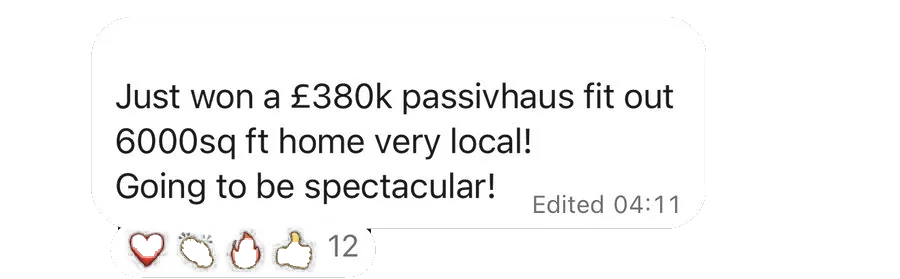 Just won a £380k passivhaus fit out
6000sq ft home very local!
Going to be spectacular!
Edited 04:11
12